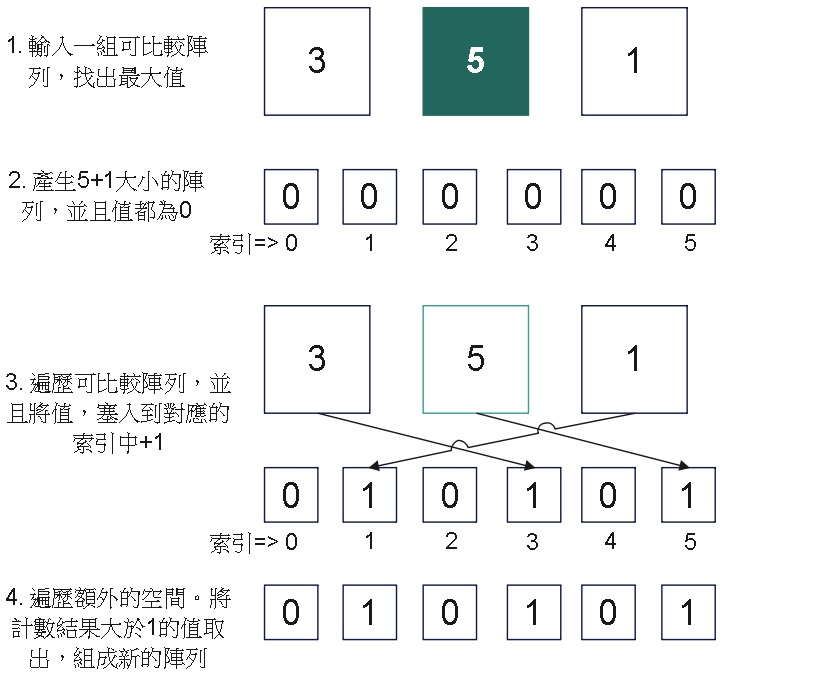 1. 輸入一組可比較陣
列，找出最大值
3 5 1
2. 產生5+1大小的陣
列，並且值都為0
0 0 0 0 0 0
索引=> 0 1 2 3 4 5
3 5 1
3. 遍歷可比較陣列，並
且將值，塞入到對應的
索引中+1
0 1 0 1 0 1
索引=> 0 1 2 3 4 5
4. 遍歷額外的空間。將
計數結果大於1的值取
出，組成新的陣列
0 1 0 1 0 1